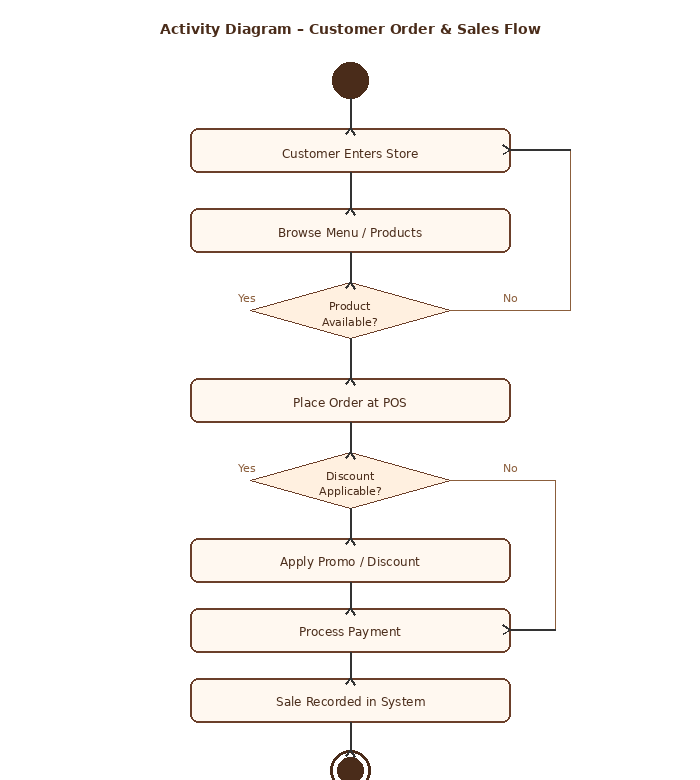 Activity Diagram – Customer Order & Sales Flow
Customer Enters Store
Browse Menu / Products
Yes
No
Product
Available?
Place Order at POS
Yes
No
Discount
Applicable?
Apply Promo / Discount
Process Payment
Sale Recorded in System